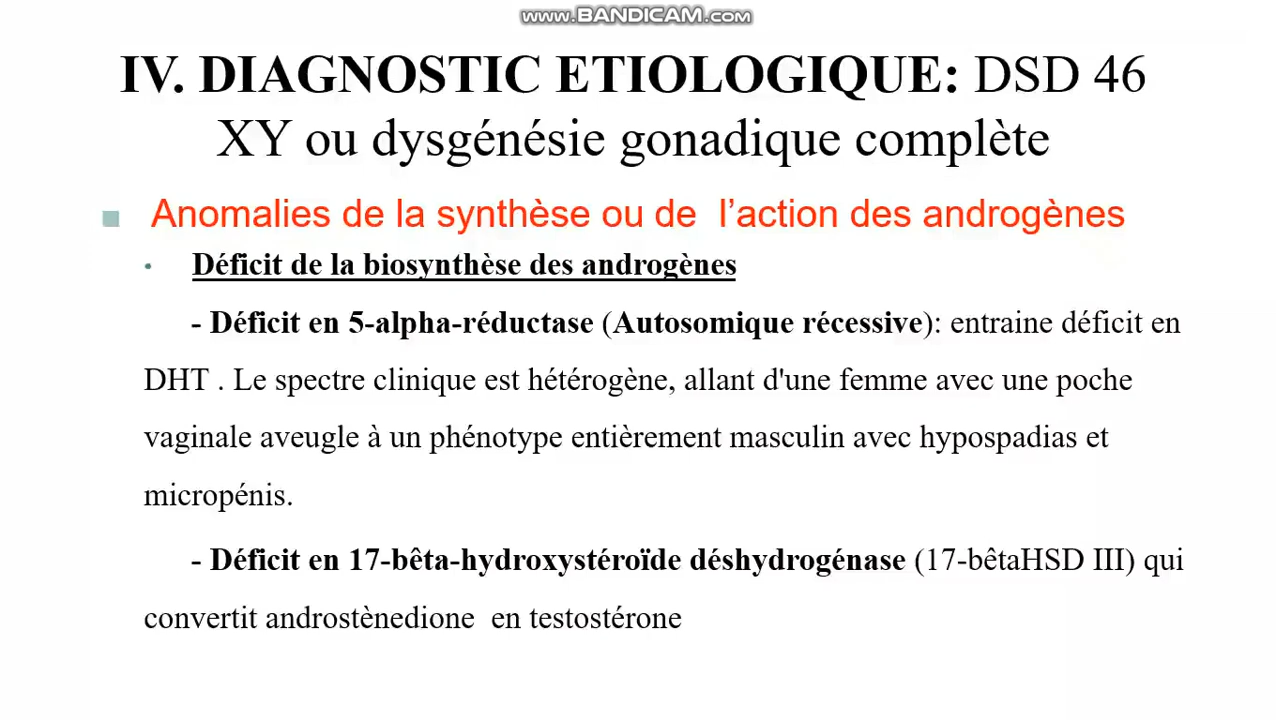 www.BANDICAM.com
IV. DIAGNOSTIC ETIOLOGIQUE: DSD 46
XY ou dysgénésie gonadique complète
Anomalies de la synthèse ou de l’action des androgènes
• Déficit de la biosynthèse des androgènes
- Déficit en 5-alpha-réductase (Autosomique récessive): entraine déficit en
DHT . Le spectre clinique est hétérogène, allant d'une femme avec une poche
vaginale aveugle à un phénotype entièrement masculin avec hypospadias et
micropénis.
- Déficit en 17-bêta-hydroxystéroïde déshydrogénase (17-bêtaHSD III) qui
convertit androstènedione en testostérone